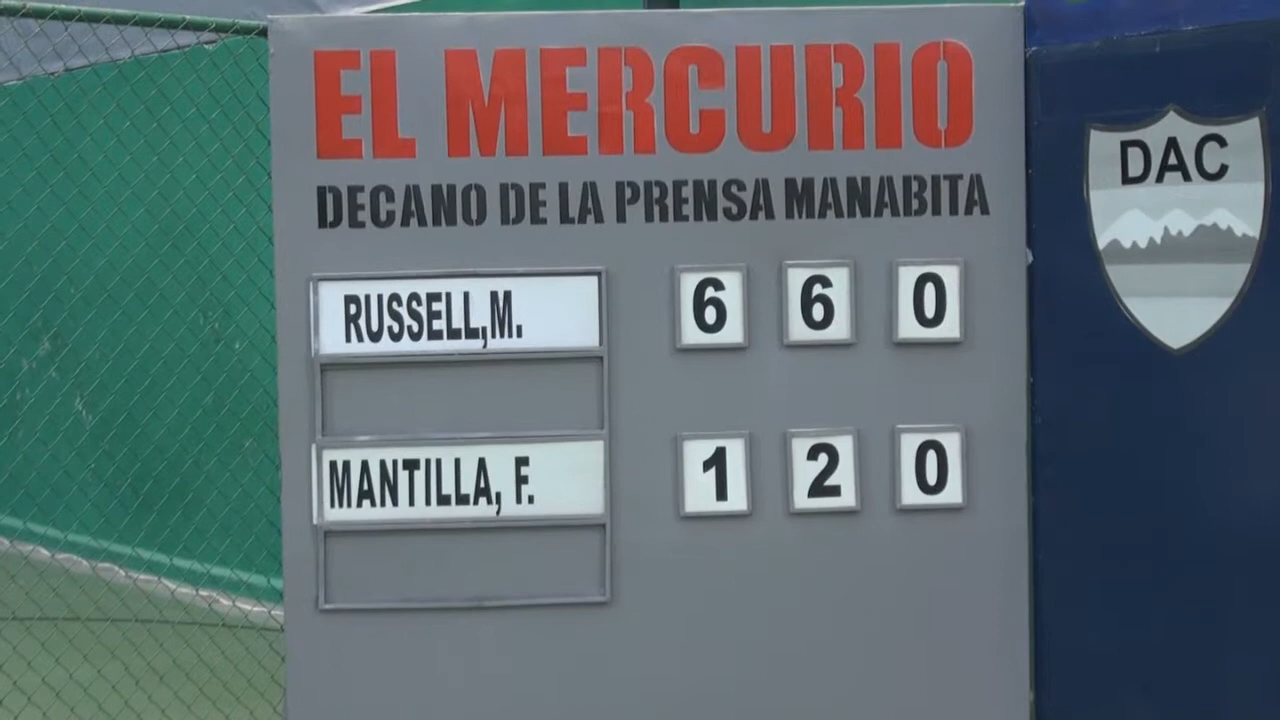 EL MERCURIO
DECANO DE LA PRENSA MANABITA
DAC
RUSSELL,M. 6 6 0
MANTILLA, F. 1 2 0